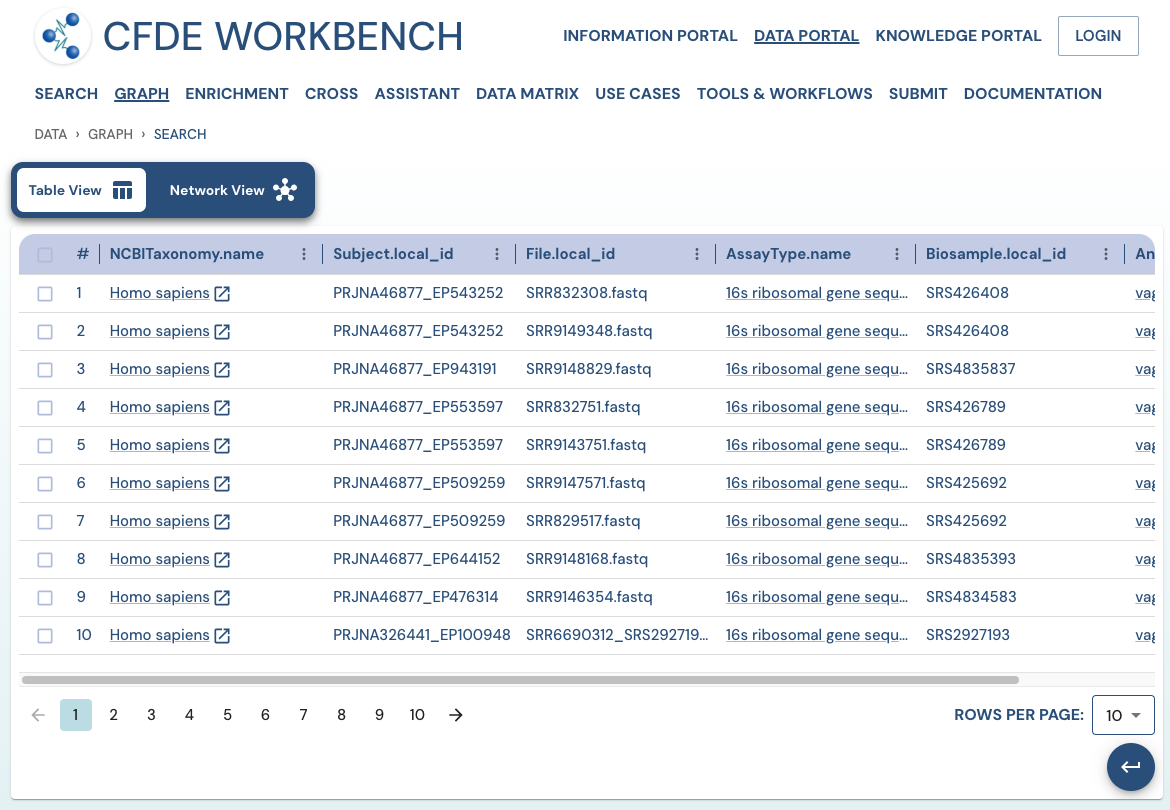 CFDE WORKBENCH
INFORMATION PORTAL DATA PORTAL KNOWLEDGE PORTAL LOGIN
SEARCH GRAPH ENRICHMENT CROSS ASSISTANT DATA MATRIX USE CASES TOOLS & WORKFLOWS SUBMIT DOCUMENTATION
DATA › GRAPH › SEARCH
Table View Network View
# NCBITaxonomy.name Subject.local_id File.local_id AssayType.name Biosample.local_id An
1 Homo sapiens PRJNA46877_EP543252 SRR832308.fastq 16s ribosomal gene sequ... SRS426408 vag
2 Homo sapiens PRJNA46877_EP543252 SRR9149348.fastq 16s ribosomal gene sequ... SRS426408 vag
3 Homo sapiens PRJNA46877_EP943191 SRR9148829.fastq 16s ribosomal gene sequ... SRS4835837 vag
4 Homo sapiens PRJNA46877_EP553597 SRR832751.fastq 16s ribosomal gene sequ... SRS426789 vag
5 Homo sapiens PRJNA46877_EP553597 SRR9143751.fastq 16s ribosomal gene sequ... SRS426789 vag
6 Homo sapiens PRJNA46877_EP509259 SRR9147571.fastq 16s ribosomal gene sequ... SRS425692 vag
7 Homo sapiens PRJNA46877_EP509259 SRR829517.fastq 16s ribosomal gene sequ... SRS425692 vag
8 Homo sapiens PRJNA46877_EP644152 SRR9148168.fastq 16s ribosomal gene sequ... SRS4835393 vag
9 Homo sapiens PRJNA46877_EP476314 SRR9146354.fastq 16s ribosomal gene sequ... SRS4834583 vag
10 Homo sapiens PRJNA326441_EP100948 SRR6690312_SRS292719... 16s ribosomal gene sequ... SRS2927193 vag
1 2 3 4 5 6 7 8 9 10 ROWS PER PAGE: 10